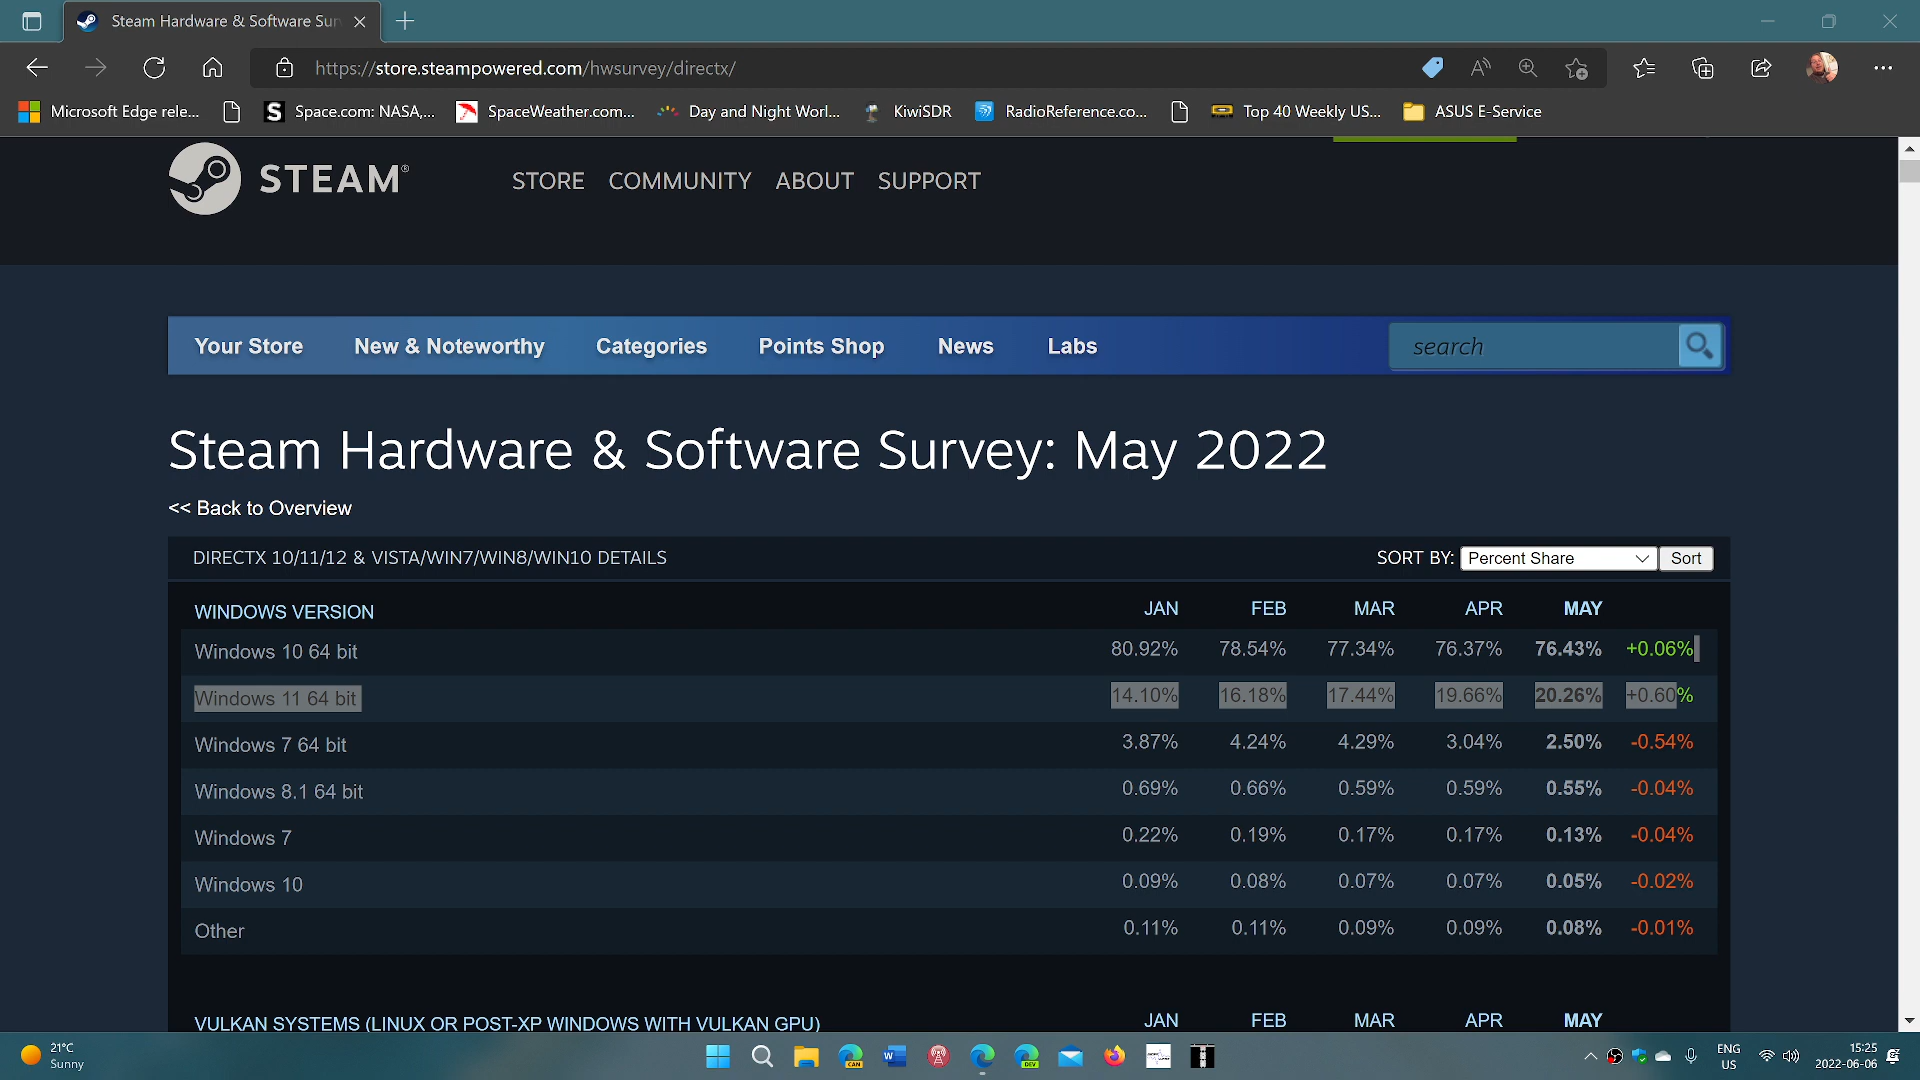 Steam Hardware & Software Sur
https://store.steampowered.com/hwsurvey/directx/
Microsoft Edge rele... Space.com: NASA,... SpaceWeather.com... Day and Night Worl... KiwiSDR RadioReference.co... Top 40 Weekly US... ASUS E-Service
STEAM® STORE COMMUNITY ABOUT SUPPORT
Your Store New & Noteworthy Categories Points Shop News Labs search
Steam Hardware & Software Survey: May 2022
<< Back to Overview
DIRECTX 10/11/12 & VISTA/WIN7/WIN8/WIN10 DETAILS SORT BY: Percent Share Sort
WINDOWS VERSION JAN FEB MAR APR MAY
Windows 10 64 bit 80.92% 78.54% 77.34% 76.37% 76.43% +0.06%
Windows 11 64 bit 14.10% 16.18% 17.44% 19.66% 20.26% +0.60%
Windows 7 64 bit 3.87% 4.24% 4.29% 3.04% 2.50% -0.54%
Windows 8.1 64 bit 0.69% 0.66% 0.59% 0.59% 0.55% -0.04%
Windows 7 0.22% 0.19% 0.17% 0.17% 0.13% -0.04%
Windows 10 0.09% 0.08% 0.07% 0.07% 0.05% -0.02%
Other 0.11% 0.11% 0.09% 0.09% 0.08% -0.01%
VULKAN SYSTEMS (LINUX OR POST-XP WINDOWS WITH VULKAN GPU) JAN FEB MAR APR MAY
21°C ENG 15:25
Sunny CAN W DEV US 2022-06-06